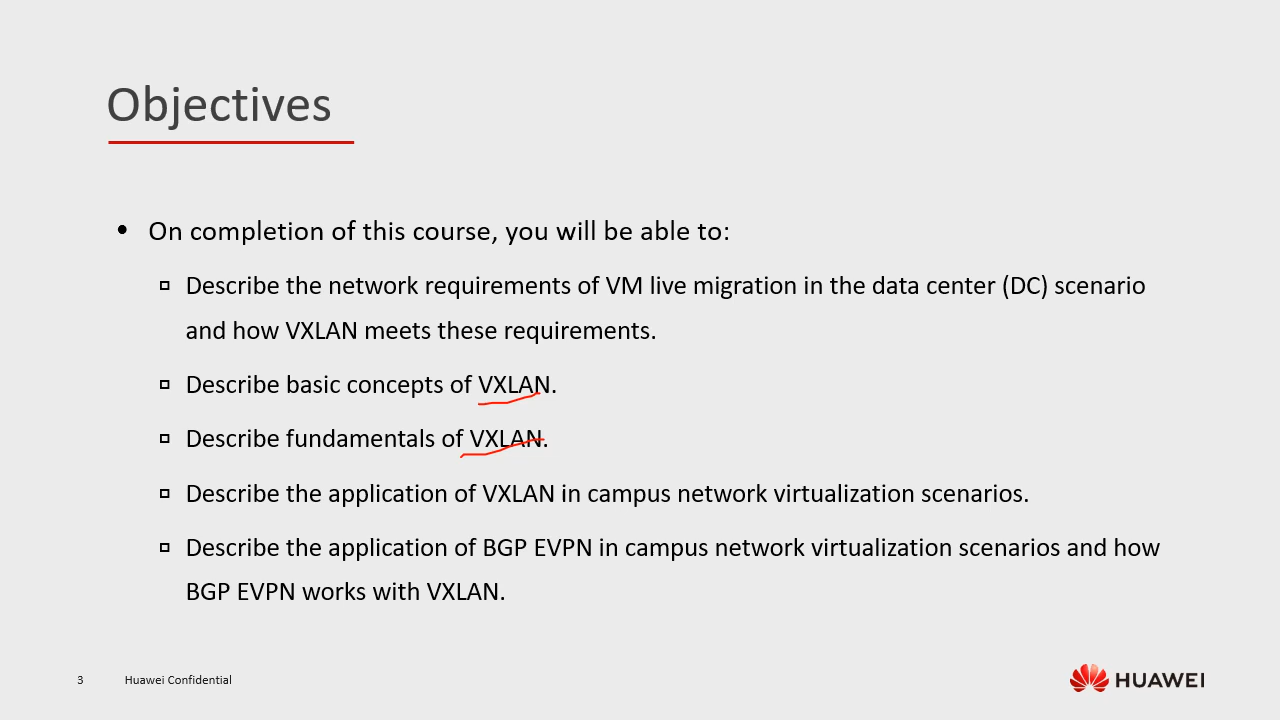 Objectives
• On completion of this course, you will be able to:
▫ Describe the network requirements of VM live migration in the data center (DC) scenario
and how VXLAN meets these requirements.
▫ Describe basic concepts of VXLAN.
▫ Describe fundamentals of VXLAN.
▫ Describe the application of VXLAN in campus network virtualization scenarios.
▫ Describe the application of BGP EVPN in campus network virtualization scenarios and how
BGP EVPN works with VXLAN.
3 Huawei Confidential
HUAWEI